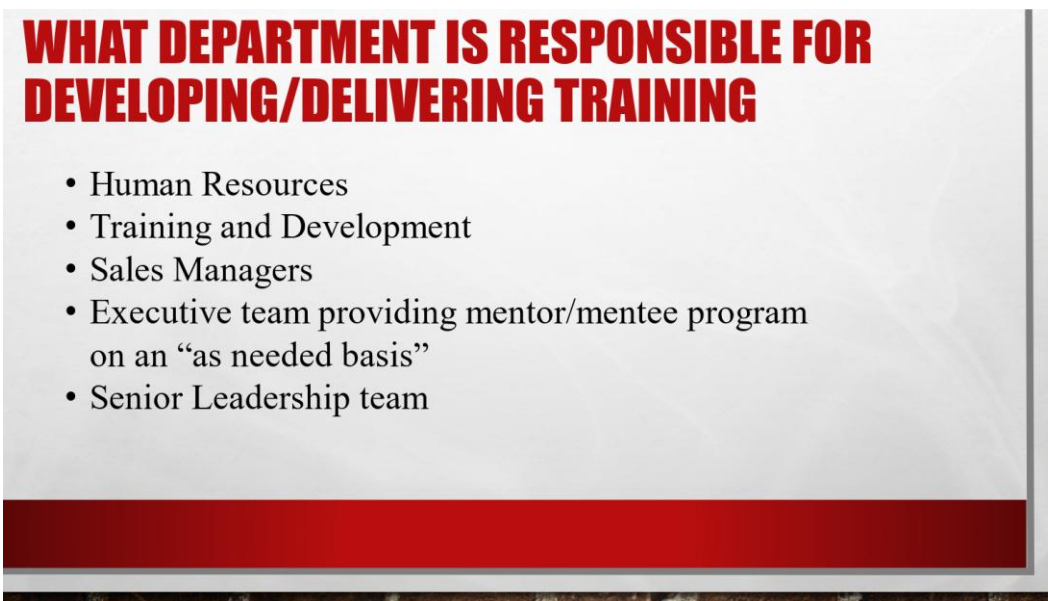 WHAT DEPARTMENT IS RESPONSIBLE FOR
DEVELOPING/DELIVERING TRAINING
• Human Resources
• Training and Development
• Sales Managers
• Executive team providing mentor/mentee program
on an “as needed basis”
• Senior Leadership team